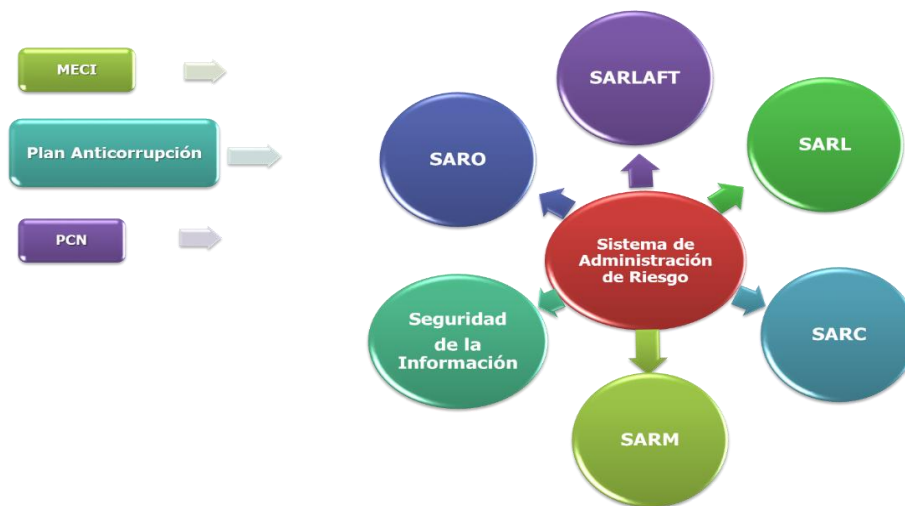 MECI
Plan Anticorrupción
PCN
SARLAFT
SARO
SARL
Sistema de
Administración
de Riesgo
Seguridad
de la
Información
SARC
SARM